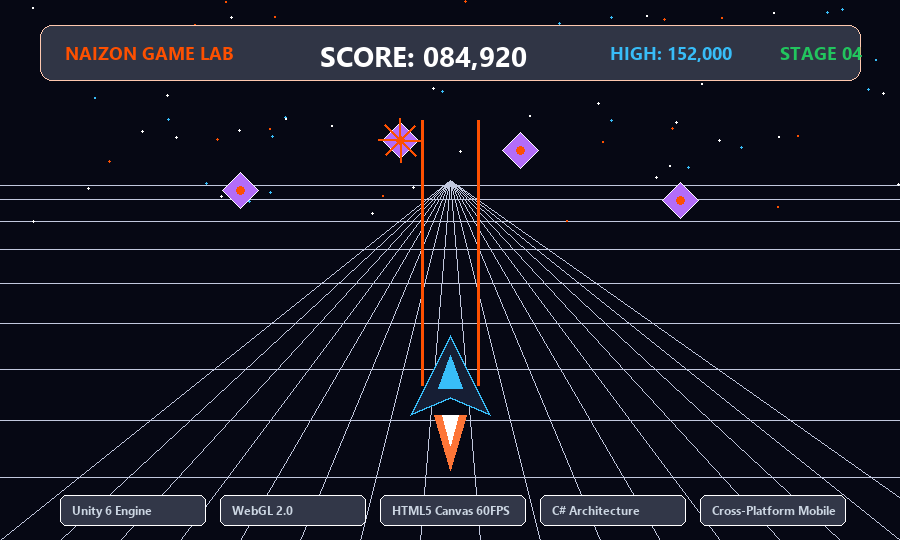 NAIZON GAME LAB
SCORE: 084,920
HIGH: 152,000
STAGE 04
Unity 6 Engine
WebGL 2.0
HTML5 Canvas 60FPS
C# Architecture
Cross-Platform Mobile